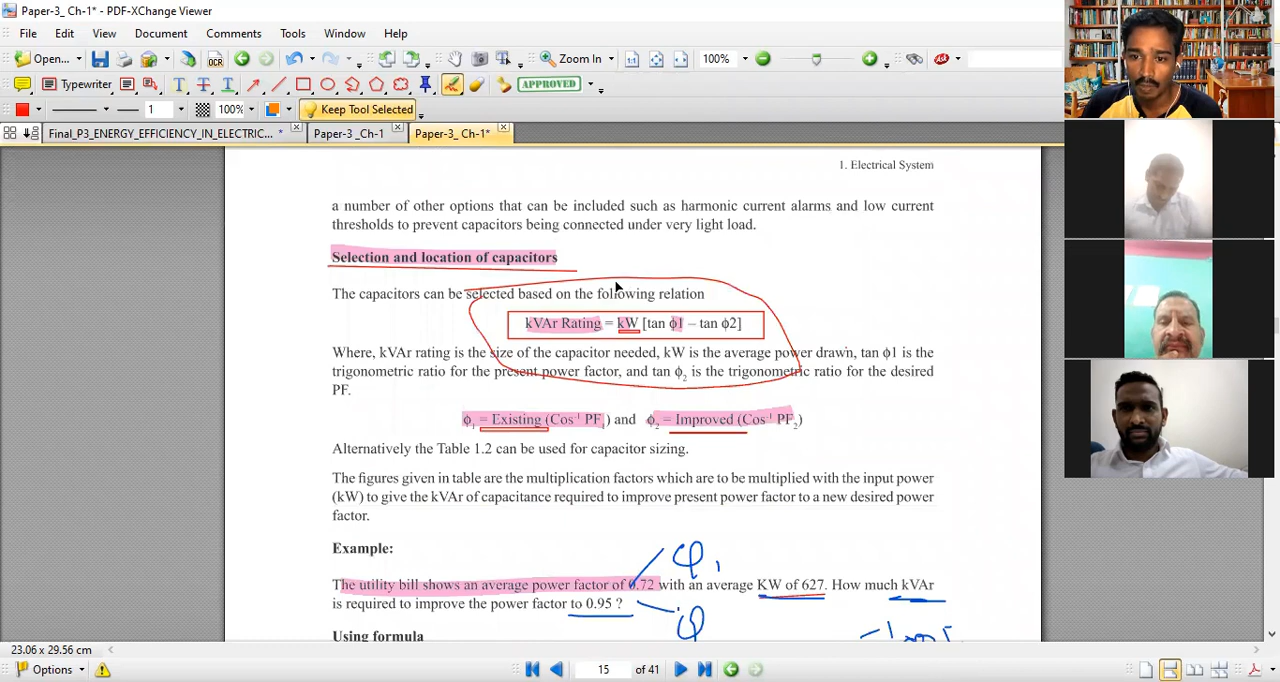 Paper-3_ Ch-1* - PDF-XChange Viewer
File Edit View Document Comments Tools Window Help
Open... OCR Zoom In 100%
Typewriter APPROVED
1 100% Keep Tool Selected
Final_P3_ENERGY_EFFICIENCY_IN_ELECTRIC... * Paper-3 _Ch-1 Paper-3_ Ch-1*
1. Electrical System
a number of other options that can be included such as harmonic current alarms and low current
thresholds to prevent capacitors being connected under very light load.
Selection and location of capacitors
The capacitors can be selected based on the following relation
kVAr Rating = kW [tan ϕ1 – tan ϕ2]
Where, kVAr rating is the size of the capacitor needed, kW is the average power drawn, tan ϕ1 is the
trigonometric ratio for the present power factor, and tan ϕ₂ is the trigonometric ratio for the desired
PF.
ϕ₁ = Existing (Cos⁻¹ PF₁) and ϕ₂ = Improved (Cos⁻¹ PF₂)
Alternatively the Table 1.2 can be used for capacitor sizing.
The figures given in table are the multiplication factors which are to be multiplied with the input power
(kW) to give the kVAr of capacitance required to improve present power factor to a new desired power
factor.
Example:
φ₁
The utility bill shows an average power factor of 0.72 with an average KW of 627. How much kVAr
is required to improve the power factor to 0.95 ?
φ
Using formula
23.06 x 29.56 cm
Options 15 of 41